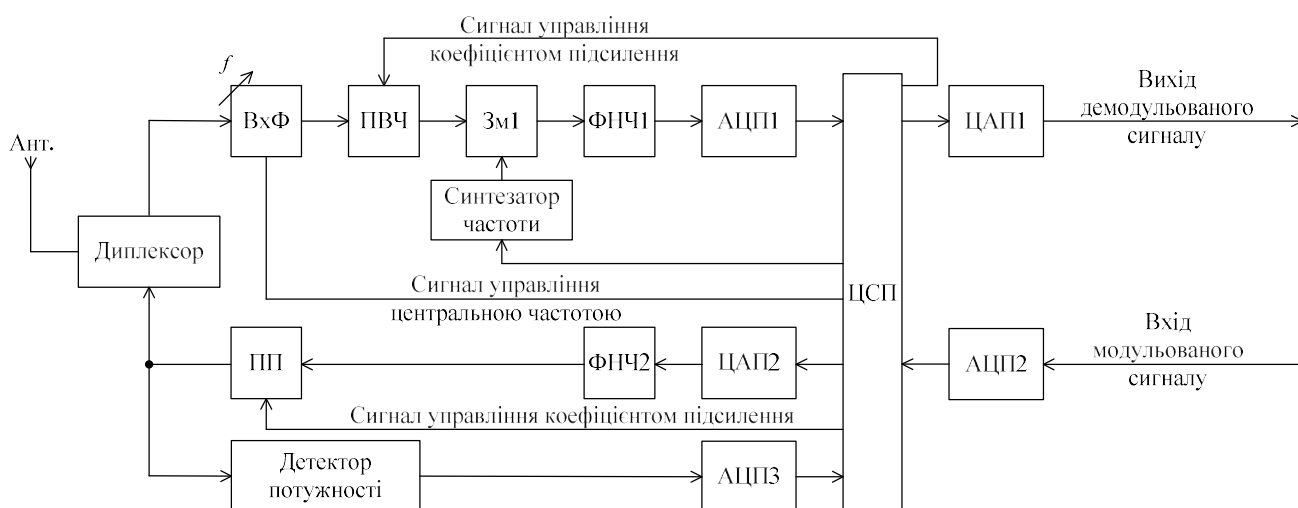 Сигнал управління
коефіцієнтом підсилення
f
ВхФ
ПВЧ
Зм1
ФНЧ1
АЦП1
ЦАП1
Вихід
демодульованого
сигналу
Ант.
Синтезатор
частоти
Диплексор
Сигнал управління
центральною частотою
ЦСП
ПП
ФНЧ2
ЦАП2
АЦП2
Вхід
модульованого
сигналу
Сигнал управління коефіцієнтом підсилення
Детектор
потужності
АЦП3